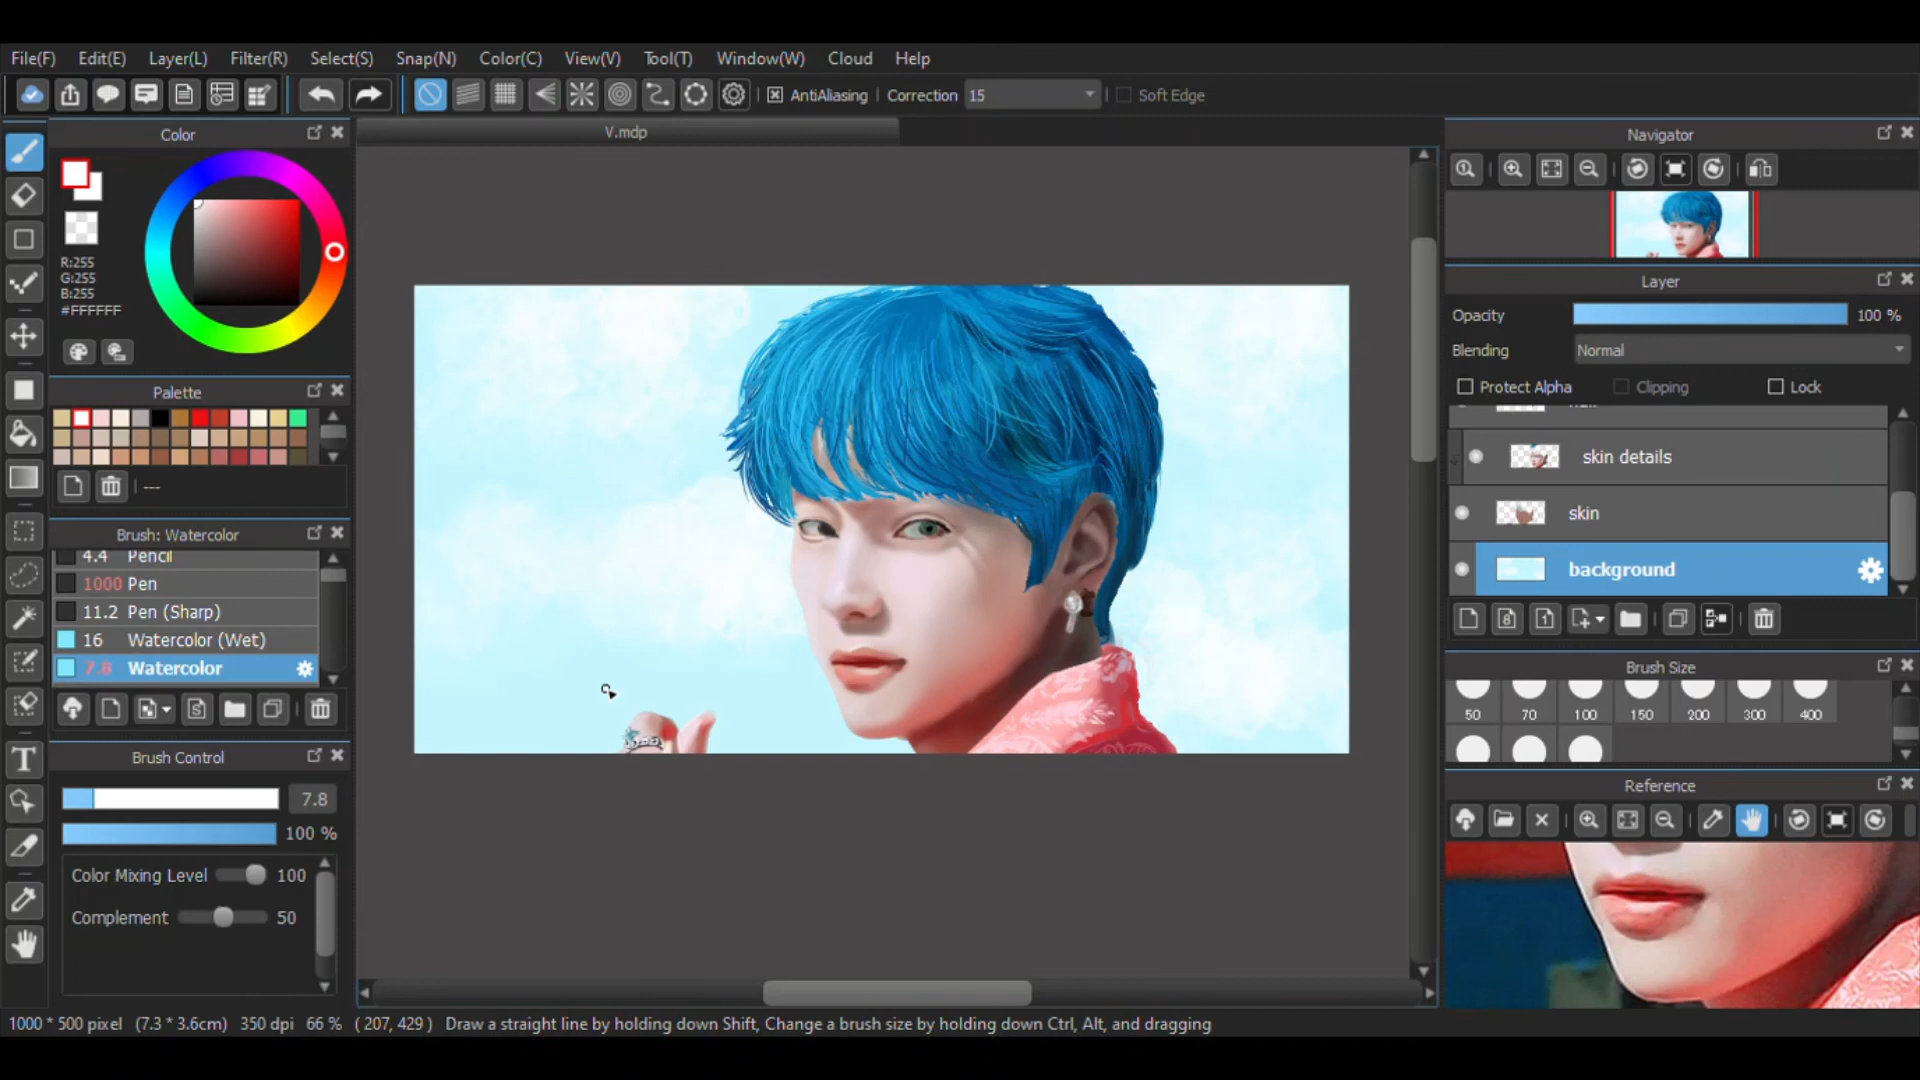 File(F) Edit(E) Layer(L) Filter(R) Select(S) Snap(N) Color(C) View(V) Tool(T) Window(W) Cloud Help
AntiAliasing Correction 15 Soft Edge
Color
R:255
G:255
B:255
#FFFFFF
Palette
---
Brush: Watercolor
4.4 Pencil
1000 Pen
11.2 Pen (Sharp)
16 Watercolor (Wet)
7.8 Watercolor
Brush Control
7.8
100 %
Color Mixing Level 100
Complement 50
V.mdp
Navigator
Layer
Opacity 100 %
Blending Normal
Protect Alpha Clipping Lock
skin details
skin
background
8 1
Brush Size
50 70 100 150 200 300 400
Reference
1000 * 500 pixel (7.3 * 3.6cm) 350 dpi 66 % ( 207, 429 ) Draw a straight line by holding down Shift, Change a brush size by holding down Ctrl, Alt, and dragging